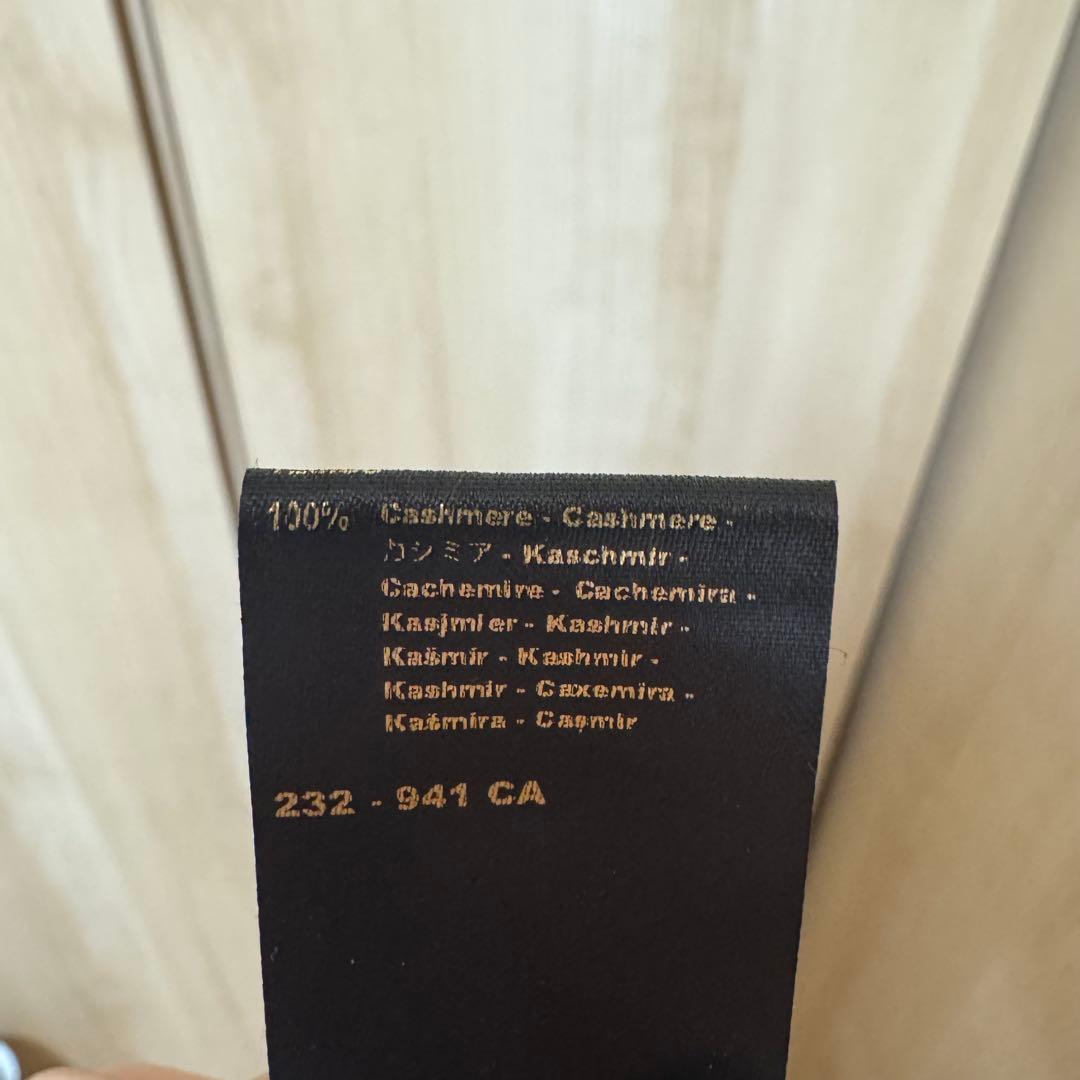 100% Cashmere - Cashmere -
カシミア - Kaschmir -
Cachemire - Cachemira -
Kasjmier - Kashmir -
Kašmir - Kashmir -
Kashmir - Caxemira -
Kašmira - Caşmir
232 - 941 CA